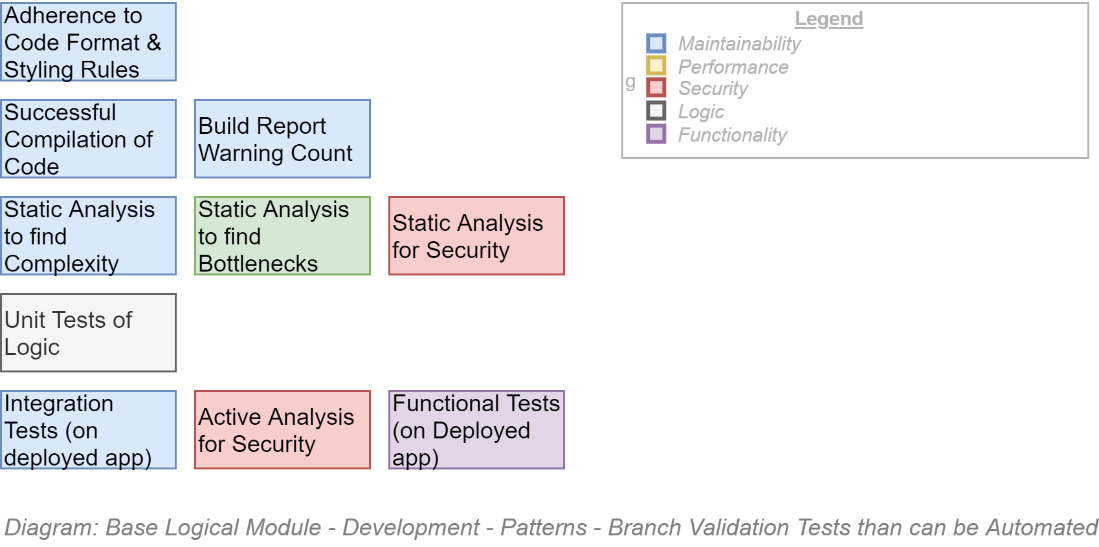 Adherence to
Code Format &
Styling Rules
Legend
Maintainability
Performance
g
Security
Logic
Functionality
Successful
Compilation of
Code
Build Report
Warning Count
Static Analysis
to find
Complexity
Static Analysis
to find
Bottlenecks
Static Analysis
for Security
Unit Tests of
Logic
Integration
Tests (on
deployed app)
Active Analysis
for Security
Functional Tests
(on Deployed
app)
Diagram: Base Logical Module - Development - Patterns - Branch Validation Tests than can be Automated